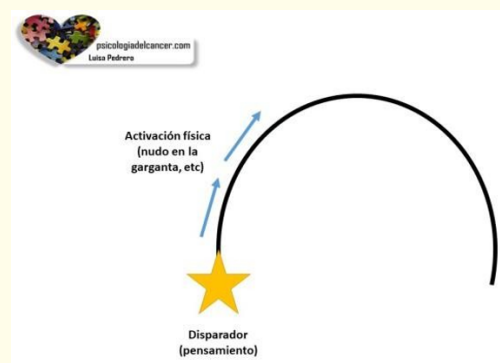 psicologiadelcancer.com
Luisa Pedrero
Activación física
(nudo en la
garganta, etc)
Disparador
(pensamiento)